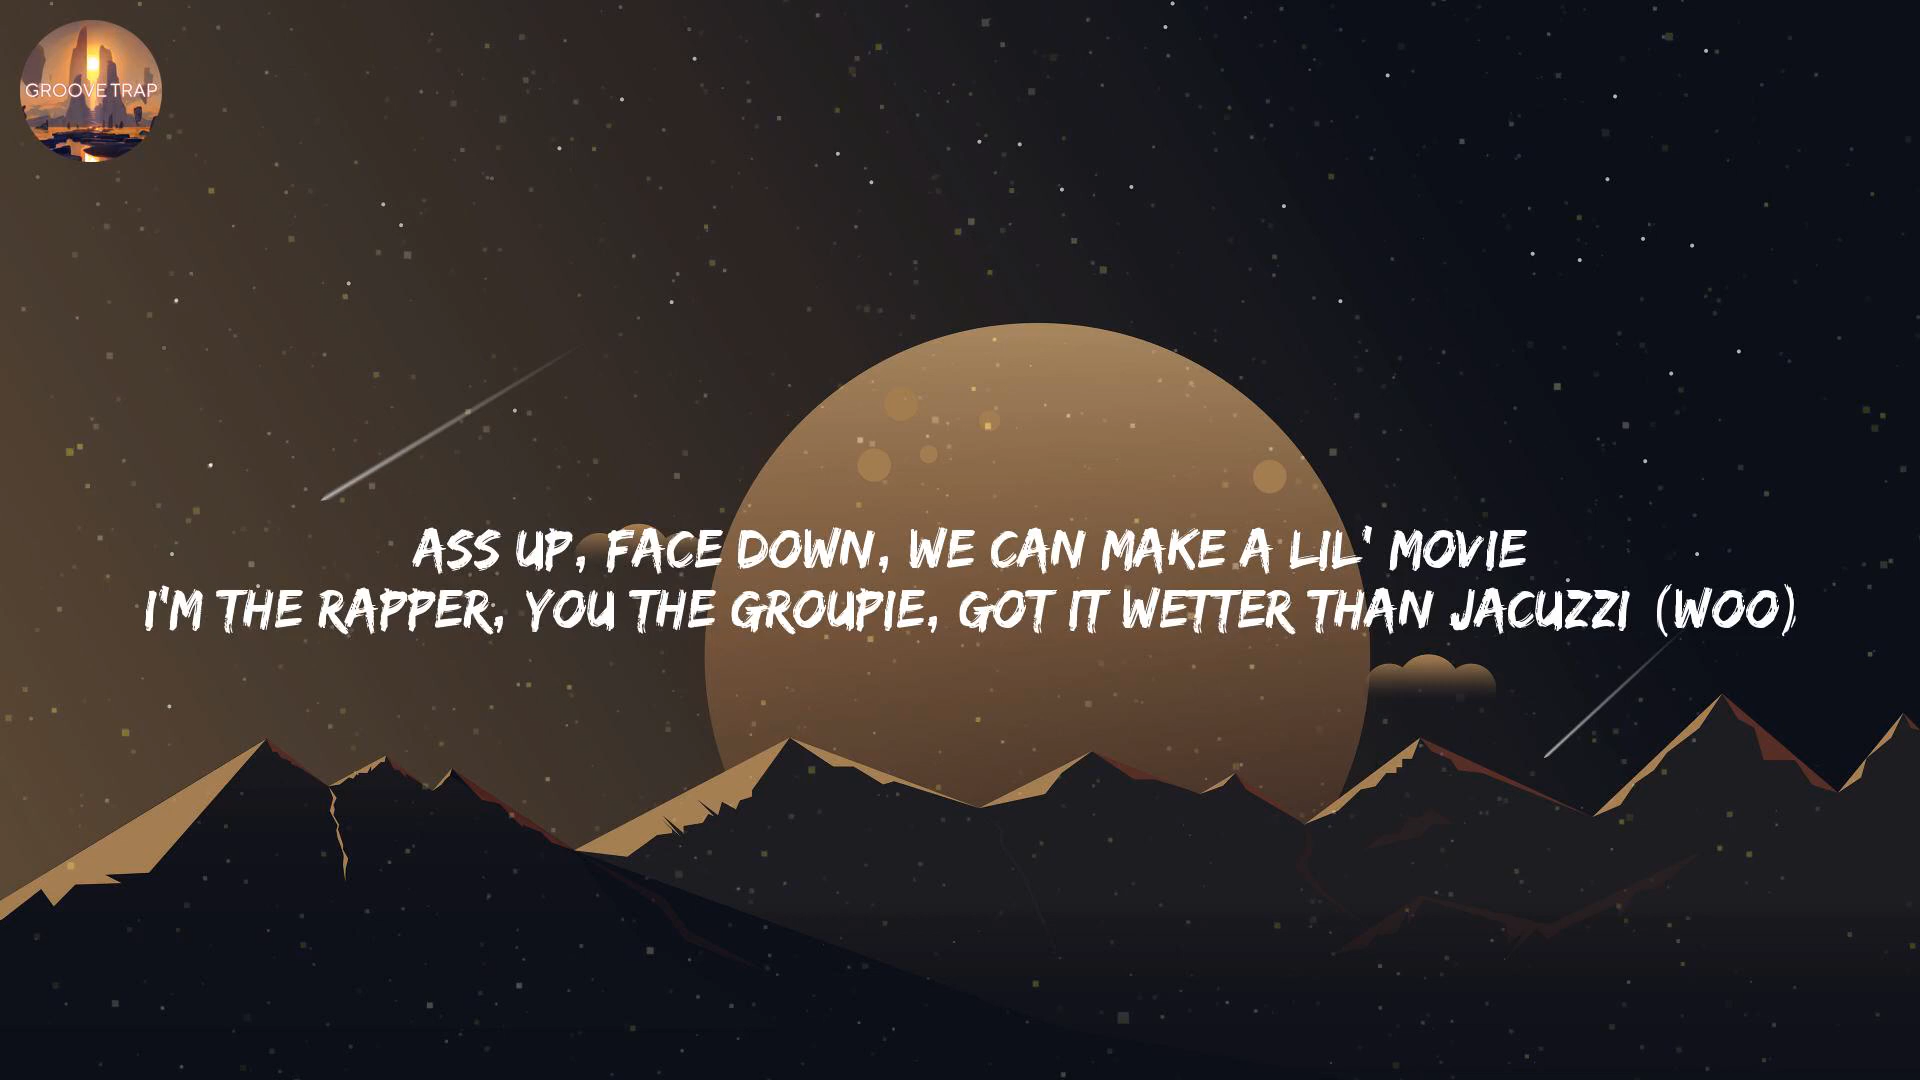 GROOVE TRAP
ASS UP, FACE DOWN, WE CAN MAKE A LIL' MOVIE
I'M THE RAPPER, YOU THE GROUPIE, GOT IT WETTER THAN JACUZZI (WOO)